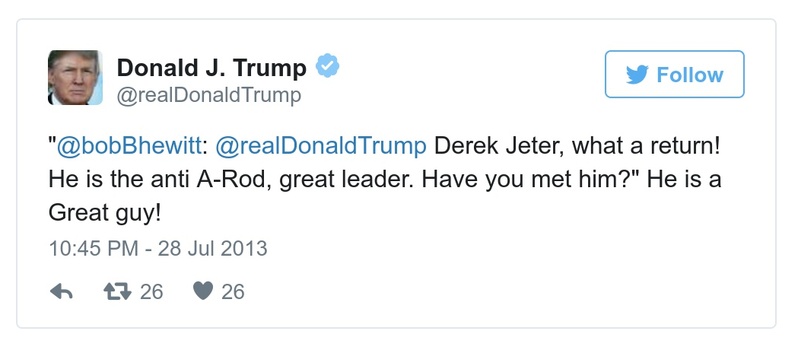 Donald J. Trump
@realDonaldTrump
Follow
"@bobBhewitt: @realDonaldTrump Derek Jeter, what a return!
He is the anti A-Rod, great leader. Have you met him?" He is a
Great guy!
10:45 PM - 28 Jul 2013
26 26